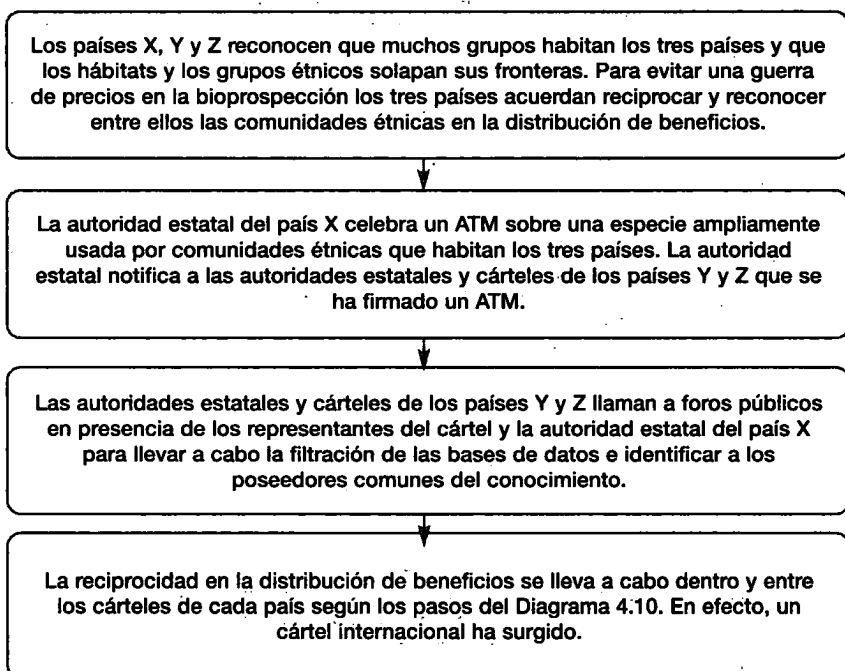 Los países X, Y y Z reconocen que muchos grupos habitan los tres países y que
los hábitats y los grupos étnicos solapan sus fronteras. Para evitar una guerra
de precios en la bioprospección los tres países acuerdan reciprocar y reconocer
entre ellos las comunidades étnicas en la distribución de beneficios.
La autoridad estatal del país X celebra un ATM sobre una especie ampliamente
usada por comunidades étnicas que habitan los tres países. La autoridad
estatal notifica a las autoridades estatales y cárteles de los países Y y Z que se
ha firmado un ATM.
Las autoridades estatales y cárteles de los países Y y Z llaman a foros públicos
en presencia de los representantes del cártel y la autoridad estatal del país X
para llevar a cabo la filtración de las bases de datos e identificar a los
poseedores comunes del conocimiento.
La reciprocidad en la distribución de beneficios se lleva a cabo dentro y entre
los cárteles de cada país según los pasos del Diagrama 4.10. En efecto, un
cártel internacional ha surgido.